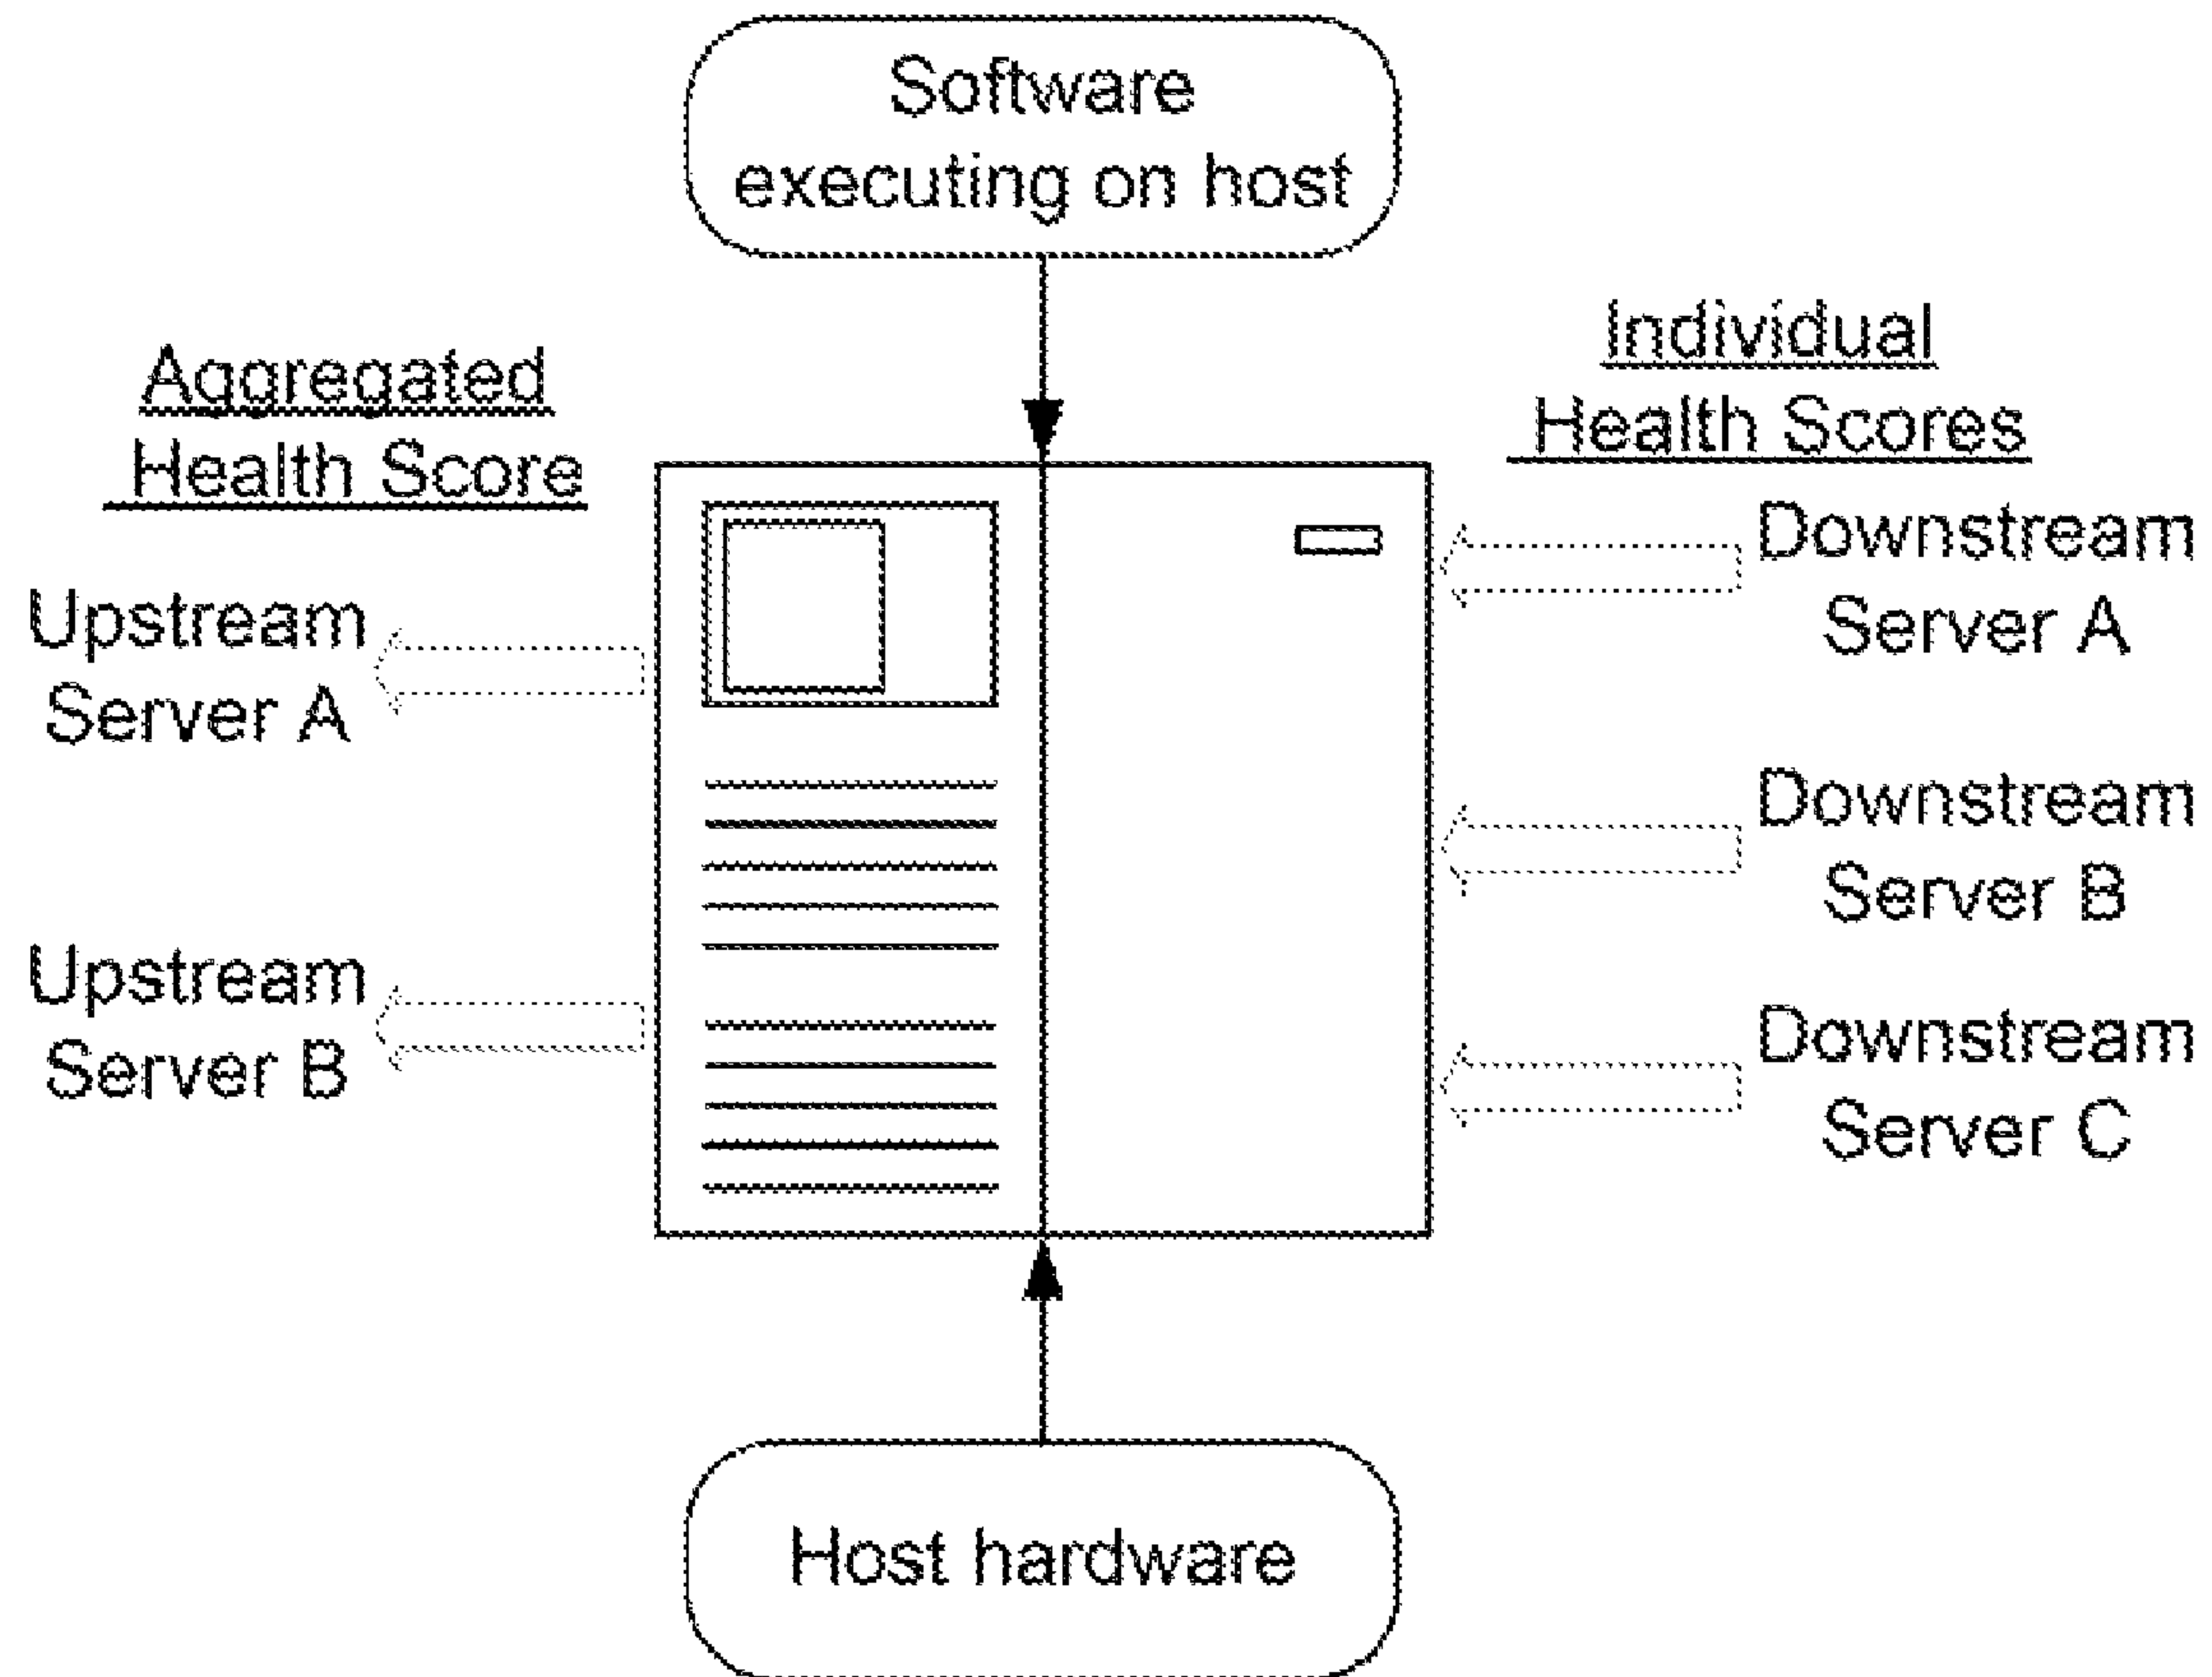 Software
executing on host
Aggregated
Health Score
Individual
Health Scores
Upstream
Server A
Upstream
Server B
Downstream
Server A
Downstream
Server B
Downstream
Server C
Host hardware